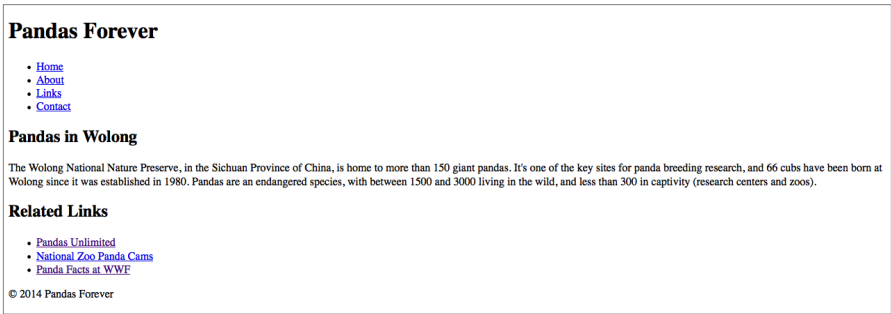 Pandas Forever
Home
About
Links
Contact
Pandas in Wolong
The Wolong National Nature Preserve, in the Sichuan Province of China, is home to more than 150 giant pandas. It's one of the key sites for panda breeding research, and 66 cubs have been born at
Wolong since it was established in 1980. Pandas are an endangered species, with between 1500 and 3000 living in the wild, and less than 300 in captivity (research centers and zoos).
Related Links
Pandas Unlimited
National Zoo Panda Cams
Panda Facts at WWF
© 2014 Pandas Forever